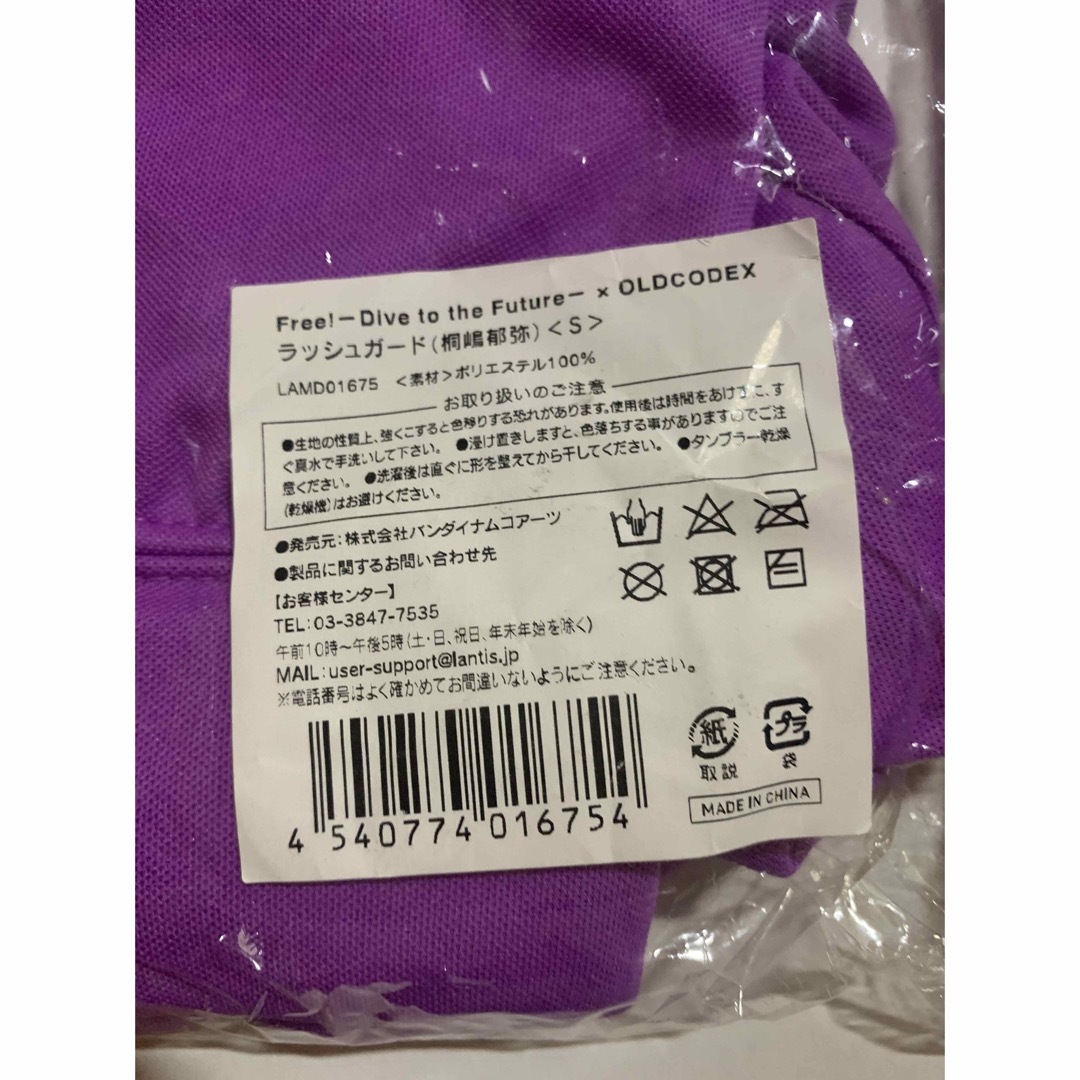 Free!－Dive to the Future－ × OLDCODEX
ラッシュガード(桐嶋郁弥)＜S＞
LAMD01675 ＜素材＞ポリエステル100%
お取り扱いのご注意
●生地の性質上、強くこすると色移りする恐れがあります。使用後は時間をあけずに、す
ぐ真水で手洗いして下さい。 ●浸け置きしますと、色落ちする事がありますのでご注
意ください。 ●洗濯後は直ぐに形を整えてから干してください。 ●タンブラー乾燥
(乾燥機)はお避けください。
●発売元:株式会社バンダイナムコアーツ
●製品に関するお問い合わせ先
【お客様センター】
TEL:03-3847-7535
午前10時～午後5時(土・日、祝日、年末年始を除く)
MAIL:user-support@lantis.jp
※電話番号はよく確かめてお間違いないようにご注意ください。
4 540774 016754
紙
取説
プラ
袋
MADE IN CHINA